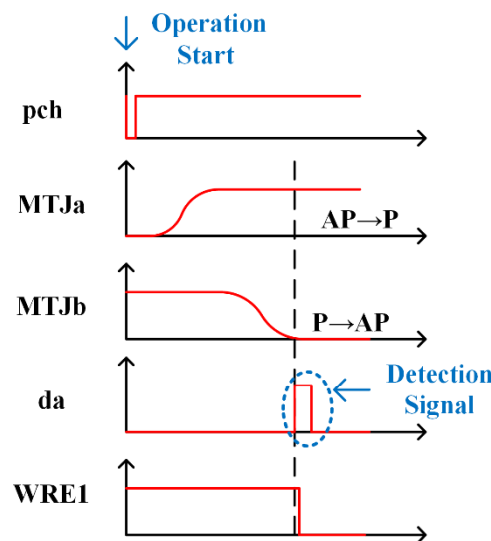 Operation
Start
pch
MTJa
AP→P
MTJb
P→AP
da
Detection
Signal
WRE1